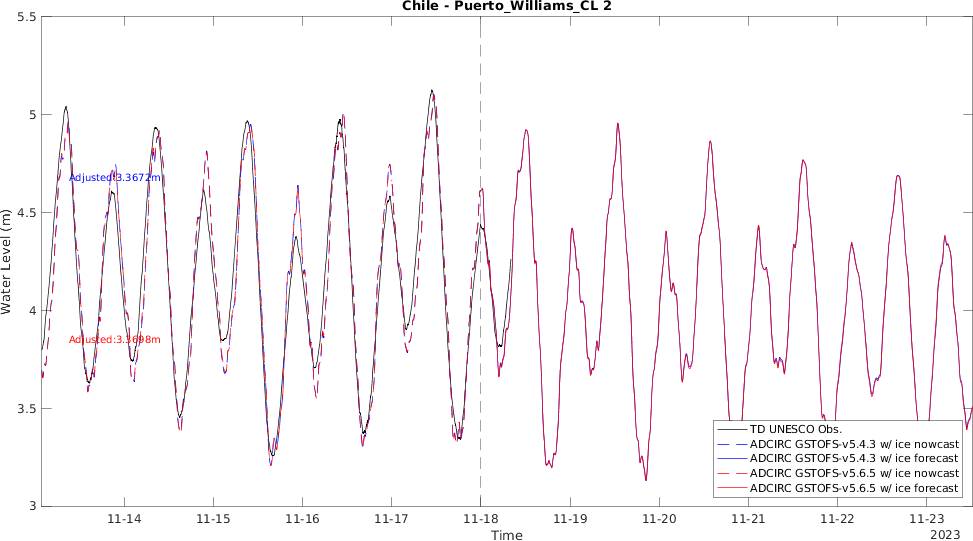 Chile - Puerto_Williams_CL 2
5.5
5
4.5
4
3.5
3
Water Level (m)
Adjusted:3.3672m
Adjusted:3.3698m
TD UNESCO Obs.
ADCIRC GSTOFS-v5.4.3 w/ ice nowcast
ADCIRC GSTOFS-v5.4.3 w/ ice forecast
ADCIRC GSTOFS-v5.6.5 w/ ice nowcast
ADCIRC GSTOFS-v5.6.5 w/ ice forecast
11-14 11-15 11-16 11-17 11-18 11-19 11-20 11-21 11-22 11-23
Time
2023